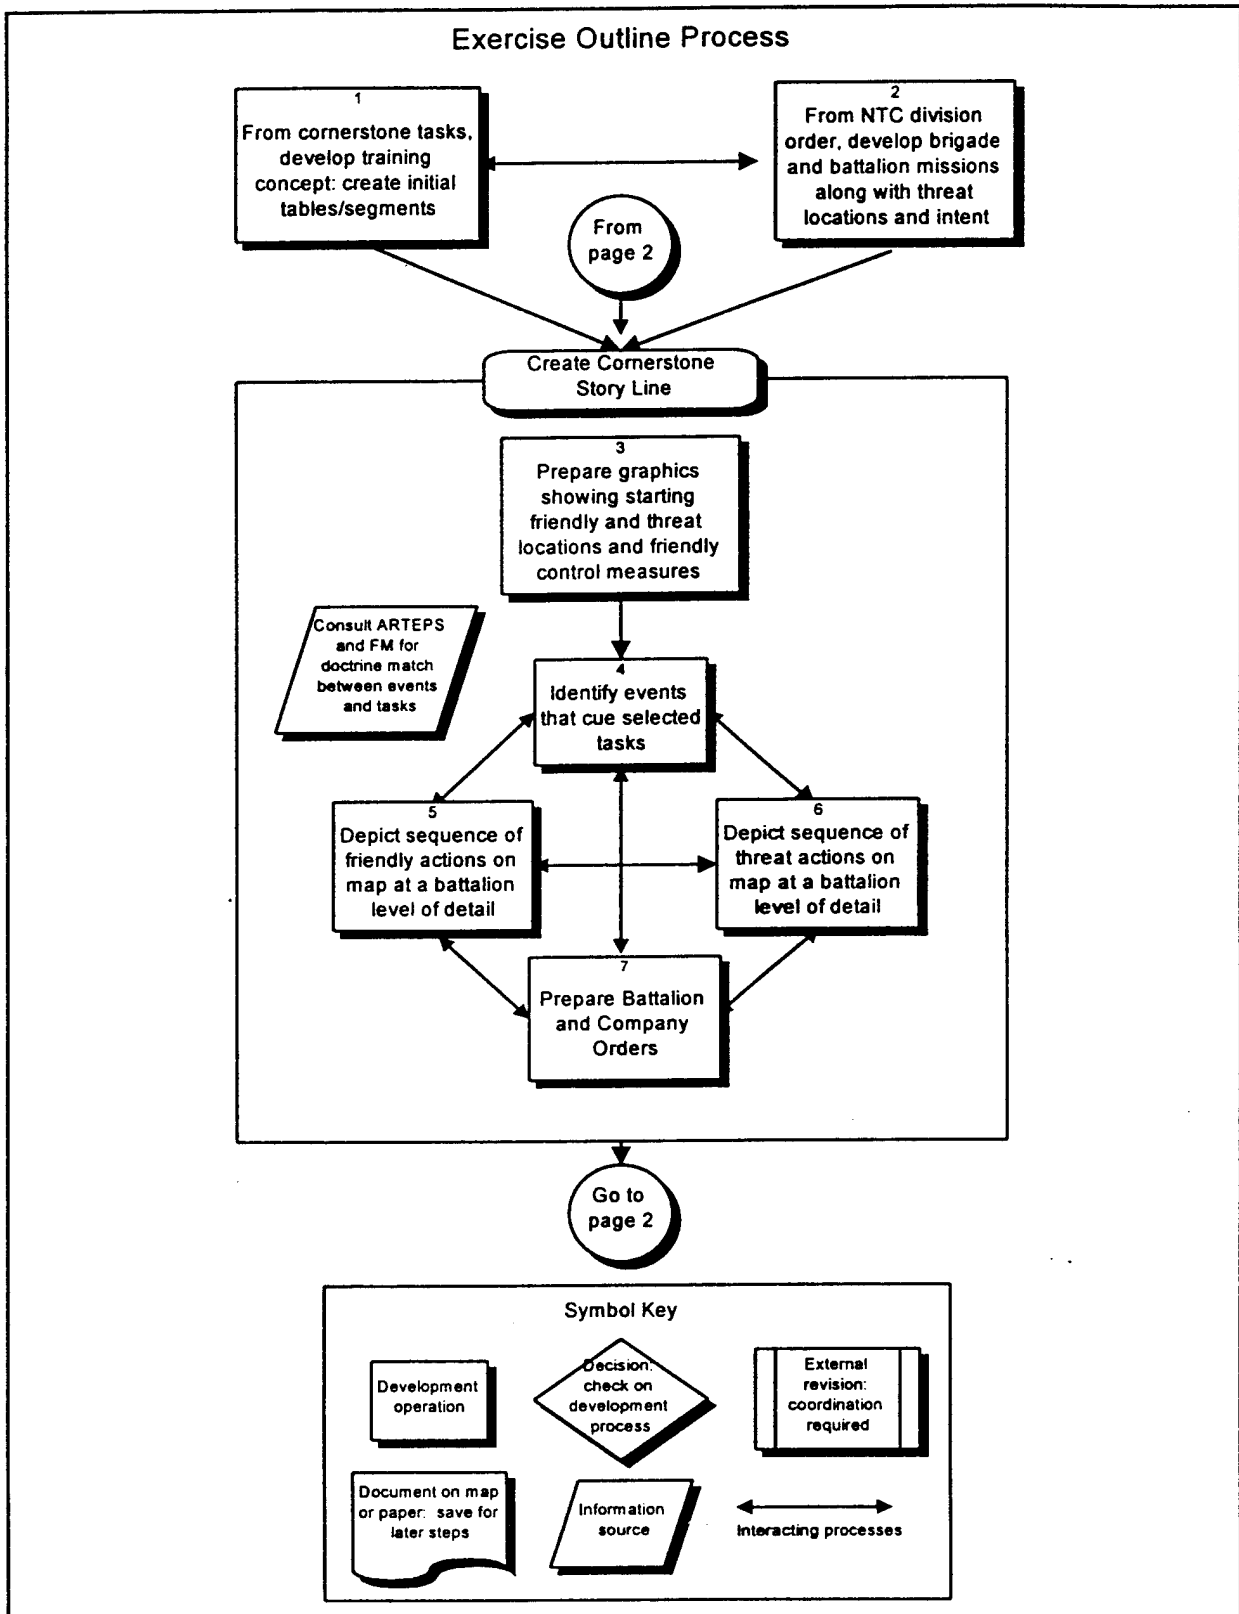 Exercise Outline Process
1
From cornerstone tasks,
develop training
concept: create initial
tables/segments
2
From NTC division
order, develop brigade
and battalion missions
along with threat
locations and intent
From
page 2
Create Cornerstone
Story Line
3
Prepare graphics
showing starting
friendly and threat
locations and friendly
control measures
Consult ARTEPS
and FM for
doctrine match
between events
and tasks
4
Identify events
that cue selected
tasks
5
Depict sequence of
friendly actions on
map at a battalion
level of detail
6
Depict sequence of
threat actions on
map at a battalion
level of detail
7
Prepare Battalion
and Company
Orders
Go to
page 2
Symbol Key
Development
operation
Decision:
check on
development
process
External
revision:
coordination
required
Document on map
or paper: save for
later steps
Information
source
Interacting processes